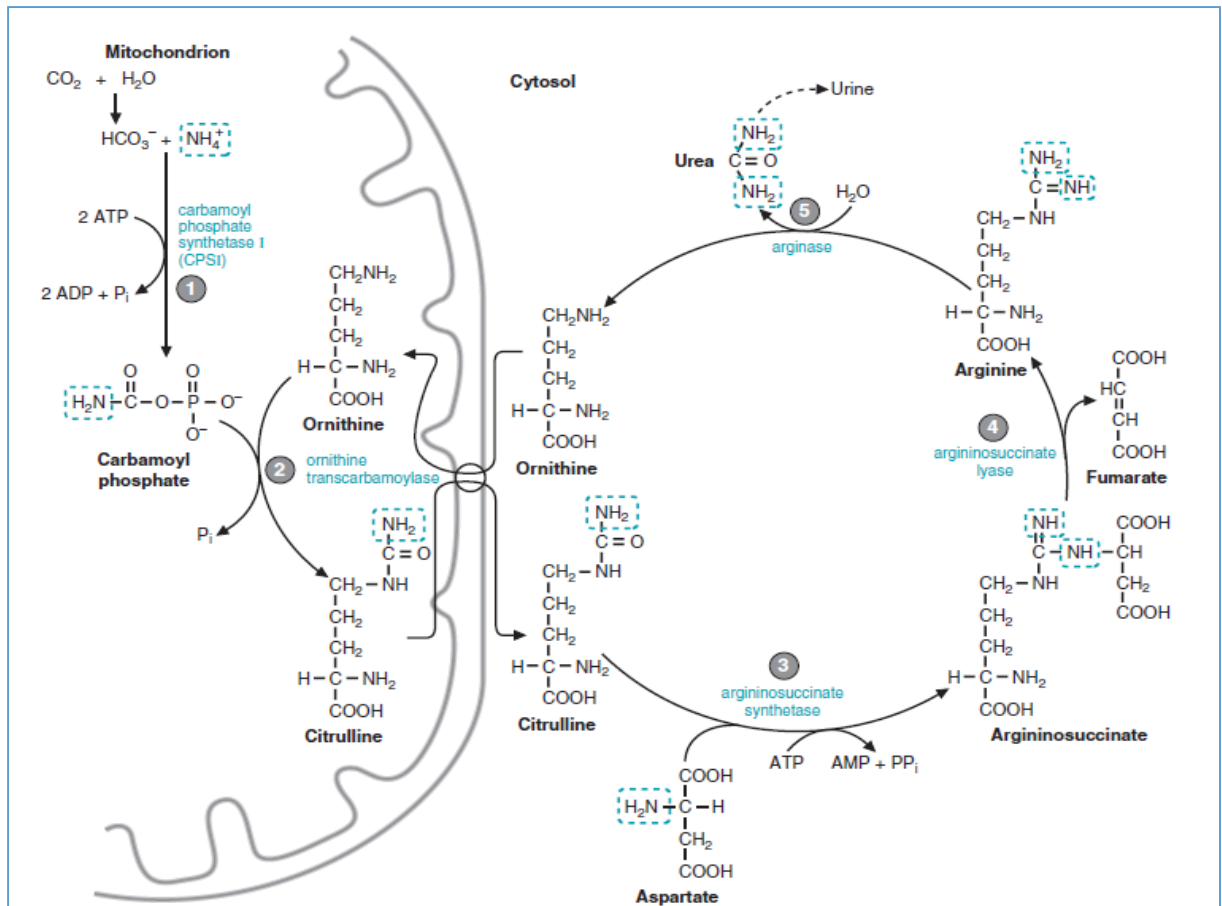 Mitochondrion
CO₂ + H₂O
HCO₃⁻ + NH₄⁺
2 ATP
carbamoyl
phosphate
synthetase I
(CPSI)
2 ADP + Pᵢ
1
O O
H₂N–C–O–P–O⁻
O⁻
Carbamoyl
phosphate
Pᵢ
2
ornithine
transcarbamoylase
CH₂NH₂
CH₂
CH₂
H–C–NH₂
COOH
Ornithine
NH₂
C=O
CH₂–NH
CH₂
CH₂
H–C–NH₂
COOH
Citrulline
Cytosol
Urine
NH₂
Urea C=O
NH₂
5
H₂O
arginase
CH₂NH₂
CH₂
CH₂
H–C–NH₂
COOH
Ornithine
NH₂
C=O
CH₂–NH
CH₂
CH₂
H–C–NH₂
COOH
Citrulline
3
argininosuccinate
synthetase
ATP AMP + PPᵢ
COOH
H₂N–C–H
CH₂
COOH
Aspartate
NH₂
C=NH
CH₂–NH
CH₂
CH₂
H–C–NH₂
COOH
Arginine
4
argininosuccinate
lyase
COOH
HC
CH
COOH
Fumarate
NH COOH
C–NH–CH
CH₂–NH CH₂
CH₂ COOH
CH₂
H–C–NH₂
COOH
Argininosuccinate